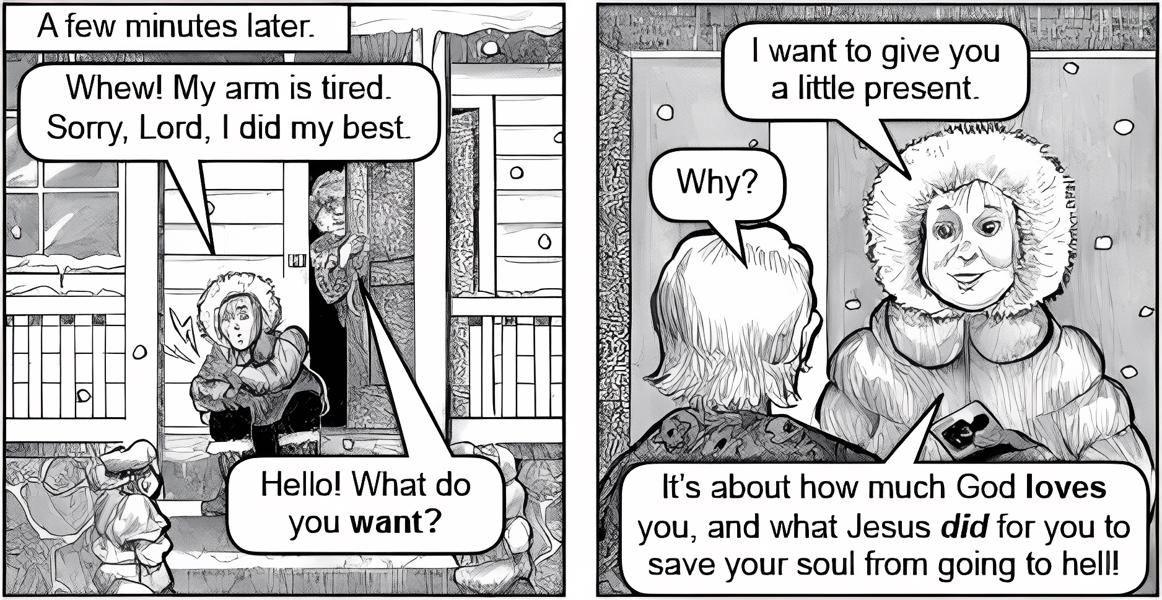 A few minutes later.
Whew! My arm is tired.
Sorry, Lord, I did my best.
Hello! What do
you want?
I want to give you
a little present.
Why?
It's about how much God loves
you, and what Jesus did for you to
save your soul from going to hell!